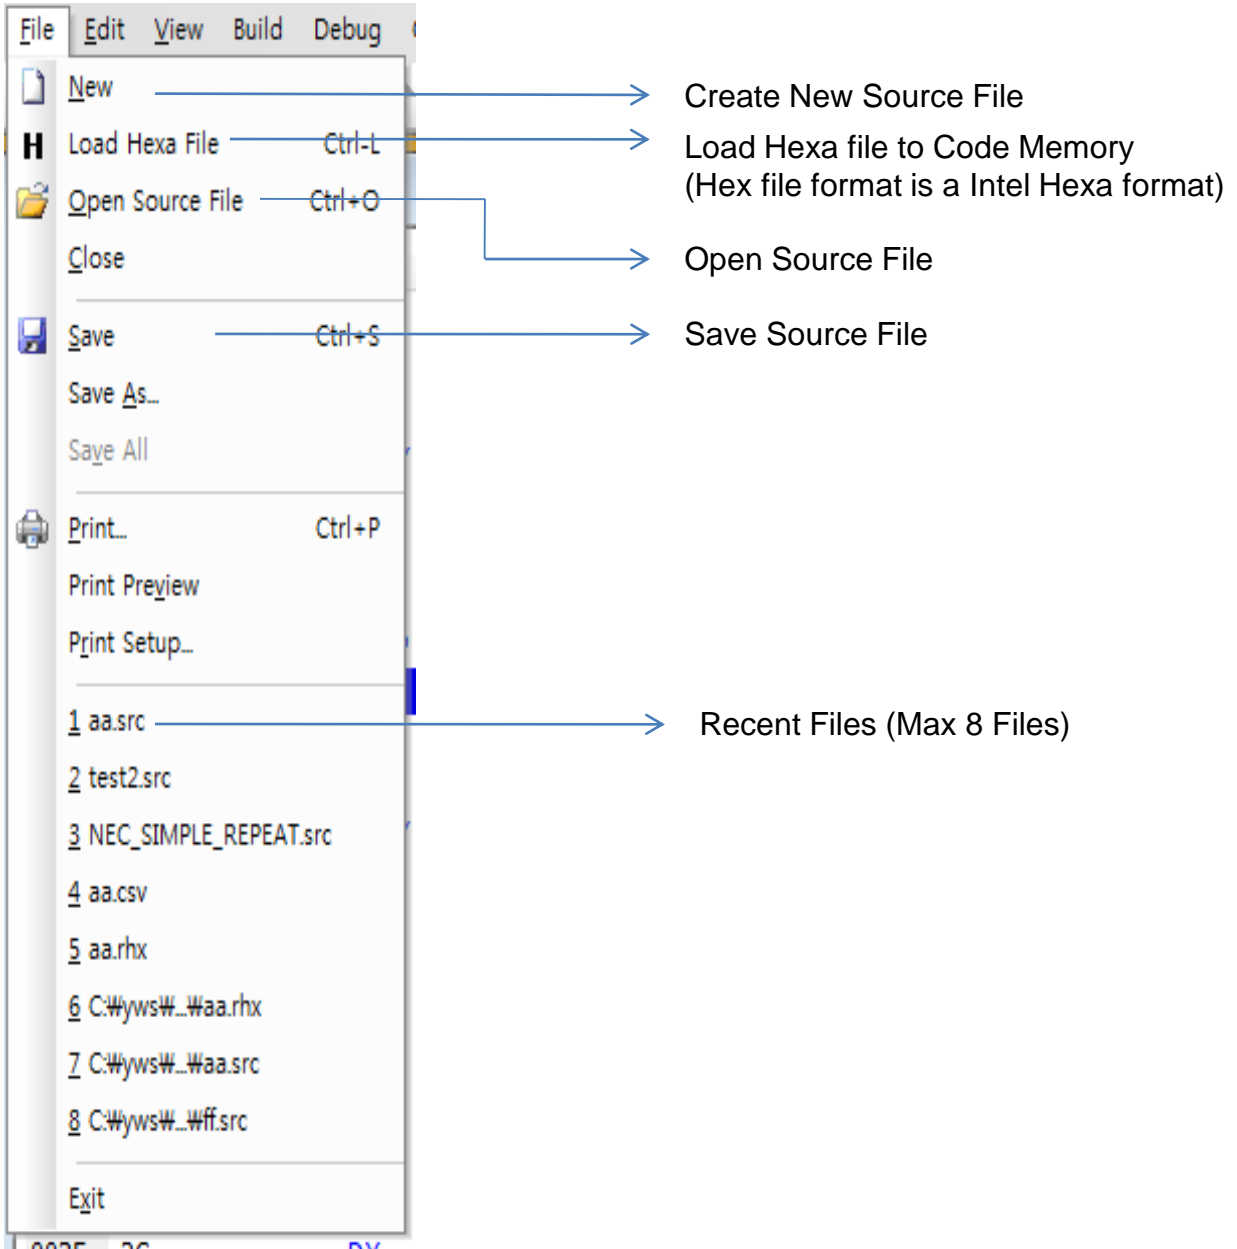 File Edit View Build Debug
New
Create New Source File
Load Hexa File Ctrl-L
Load Hexa file to Code Memory
(Hex file format is a Intel Hexa format)
Open Source File Ctrl+O
Close
Open Source File
Save Ctrl+S
Save Source File
Save As...
Save All
Print... Ctrl+P
Print Preview
Print Setup...
1 aa.src
Recent Files (Max 8 Files)
2 test2.src
3 NEC_SIMPLE_REPEAT.src
4 aa.csv
5 aa.rhx
6 C:₩yws₩...₩aa.rhx
7 C:₩yws₩...₩aa.src
8 C:₩yws₩...₩ff.src
Exit